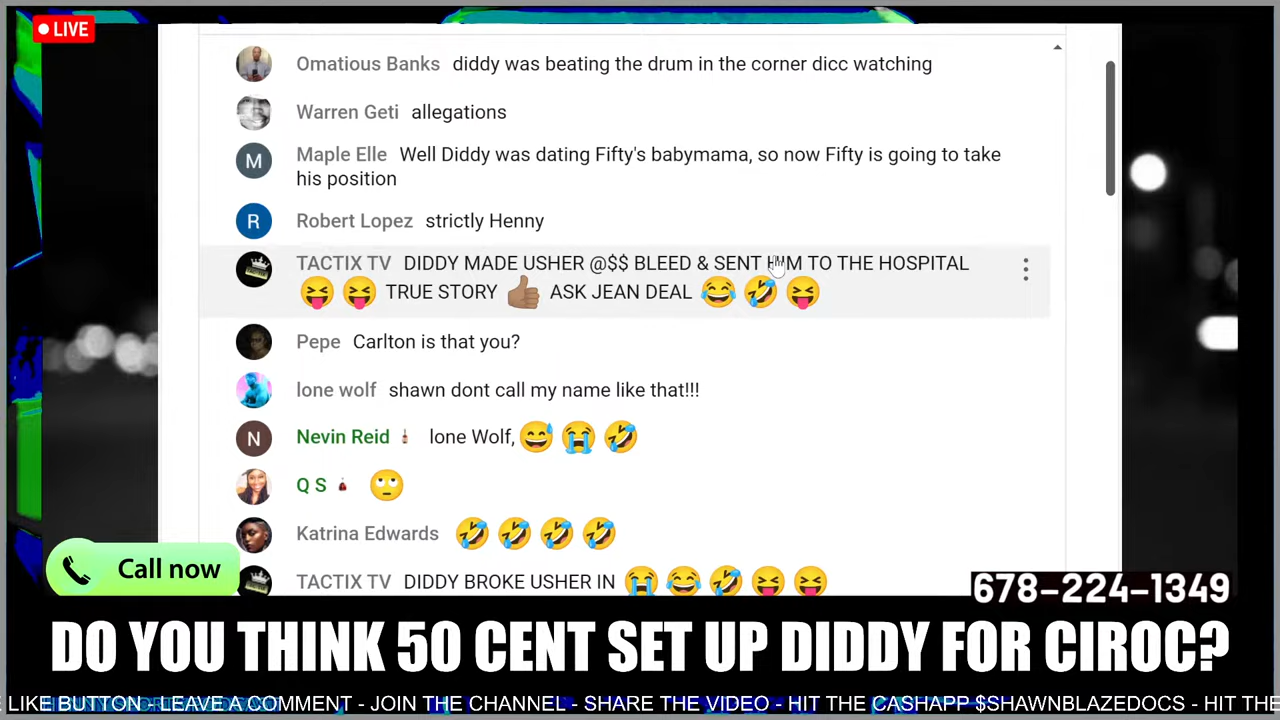 LIVE
Omatious Banks diddy was beating the drum in the corner dicc watching
Warren Geti allegations
M
Maple Elle Well Diddy was dating Fifty's babymama, so now Fifty is going to take
his position
R
Robert Lopez strictly Henny
TACTIX TV DIDDY MADE USHER @$$ BLEED & SENT HIM TO THE HOSPITAL
TRUE STORY ASK JEAN DEAL
Pepe Carlton is that you?
lone wolf shawn dont call my name like that!!!
N
Nevin Reid lone Wolf,
Q S
Katrina Edwards
TACTIX TV DIDDY BROKE USHER IN
Call now
678-224-1349
DO YOU THINK 50 CENT SET UP DIDDY FOR CIROC?
LIKE BUTTON - LEAVE A COMMENT - JOIN THE CHANNEL - SHARE THE VIDEO - HIT THE CASHAPP $SHAWNBLAZEDOCS - HIT THE